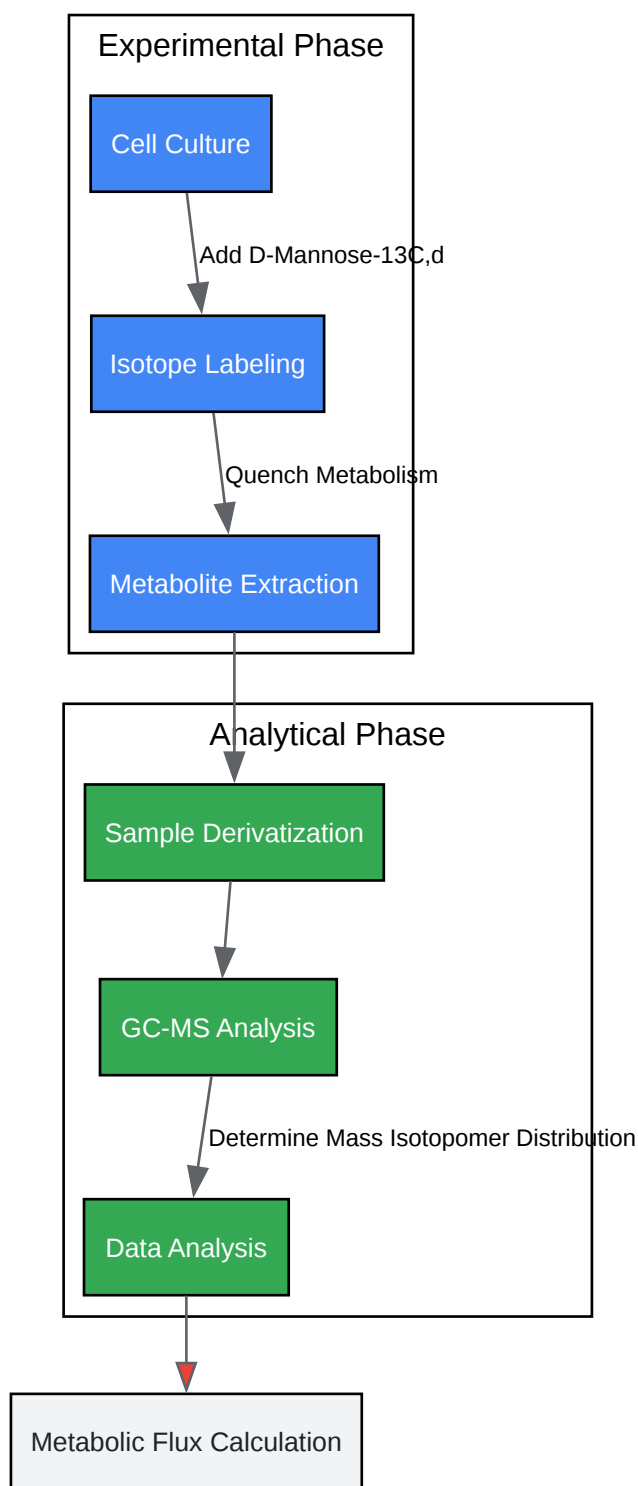 Experimental Phase
Cell Culture
Add D-Mannose-13C,d
Isotope Labeling
Quench Metabolism
Metabolite Extraction
Analytical Phase
Sample Derivatization
GC-MS Analysis
Determine Mass Isotopomer Distribution
Data Analysis
Metabolic Flux Calculation